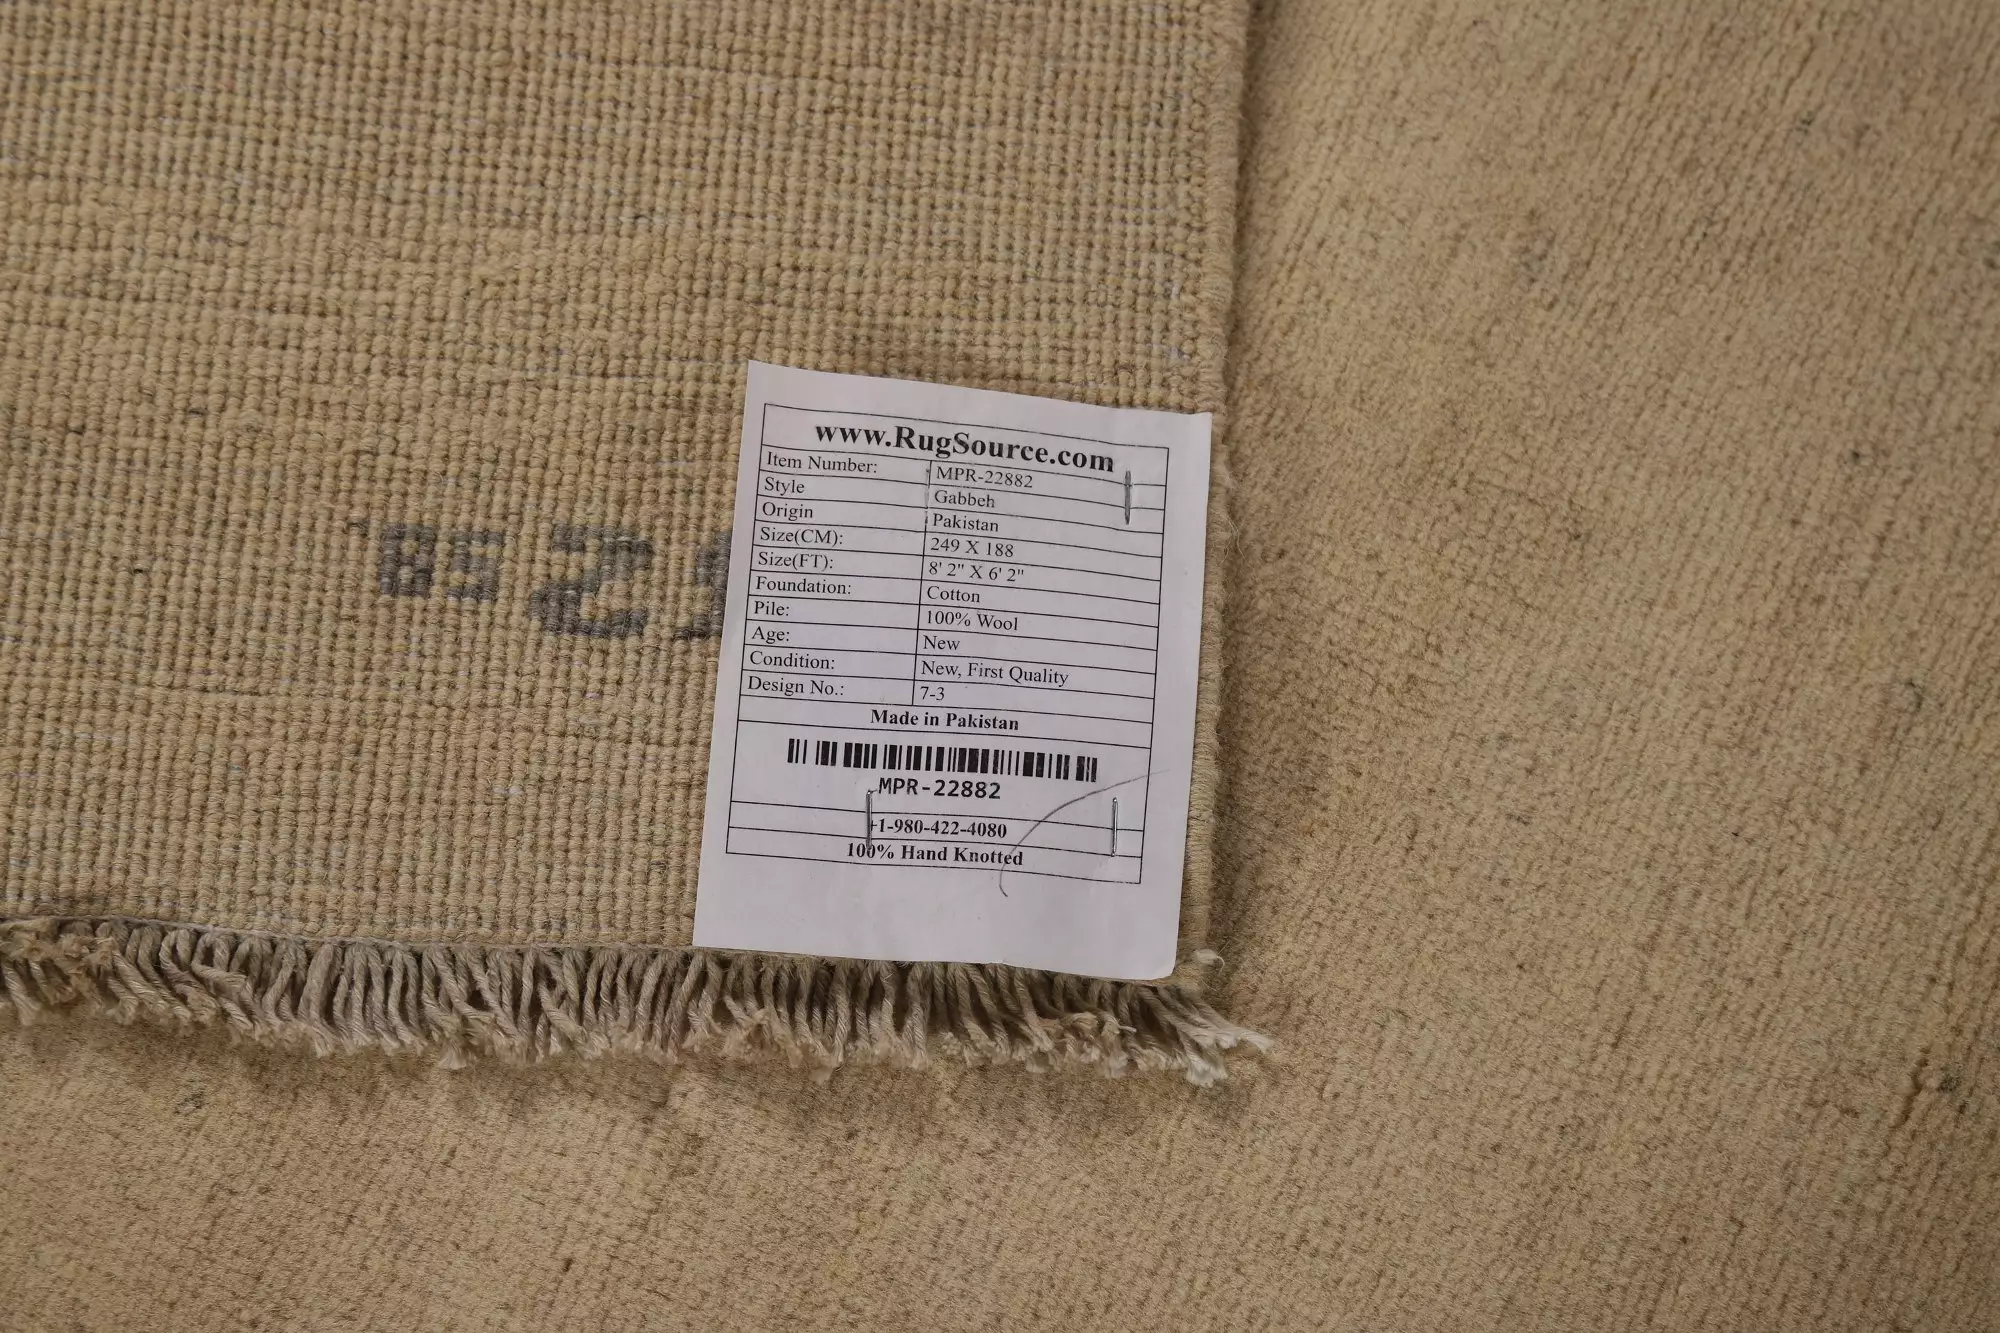 www.RugSource.com
Item Number: MPR-22882
Style Gabbeh
Origin Pakistan
Size(CM): 249 X 188
Size(FT): 8' 2" X 6' 2"
Foundation: Cotton
Pile: 100% Wool
Age: New
Condition: New, First Quality
Design No.: 7-3
Made in Pakistan
MPR-22882
+1-980-422-4080
100% Hand Knotted